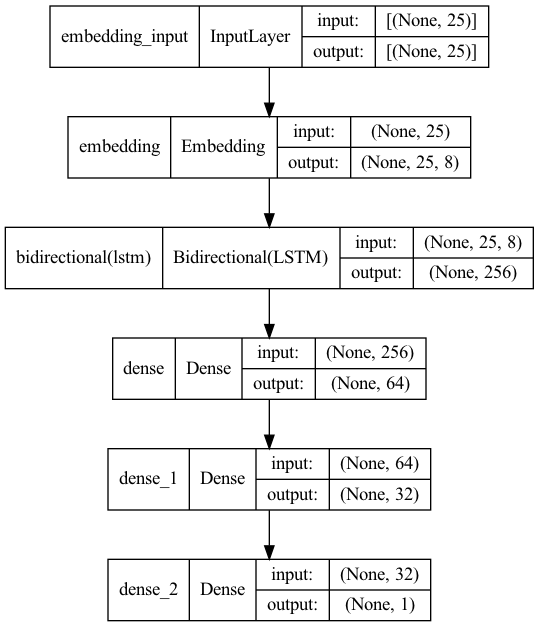 embedding_input InputLayer input: [(None, 25)]
output: [(None, 25)]
embedding Embedding input: (None, 25)
output: (None, 25, 8)
bidirectional(lstm) Bidirectional(LSTM) input: (None, 25, 8)
output: (None, 256)
dense Dense input: (None, 256)
output: (None, 64)
dense_1 Dense input: (None, 64)
output: (None, 32)
dense_2 Dense input: (None, 32)
output: (None, 1)